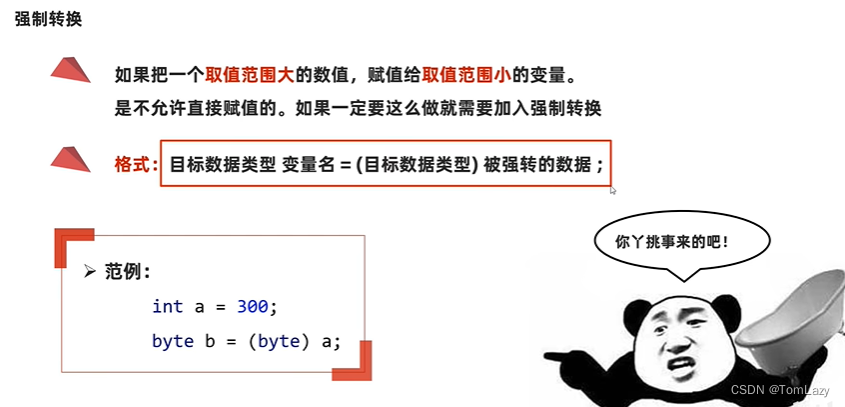 强制转换
如果把一个取值范围大的数值，赋值给取值范围小的变量。
是不允许直接赋值的。如果一定要这么做就需要加入强制转换
格式：目标数据类型 变量名 = (目标数据类型) 被强转的数据 ;
你丫挑事来的吧！
➢ 范例：
int a = 300;
byte b = (byte) a;
CSDN @TomLazy